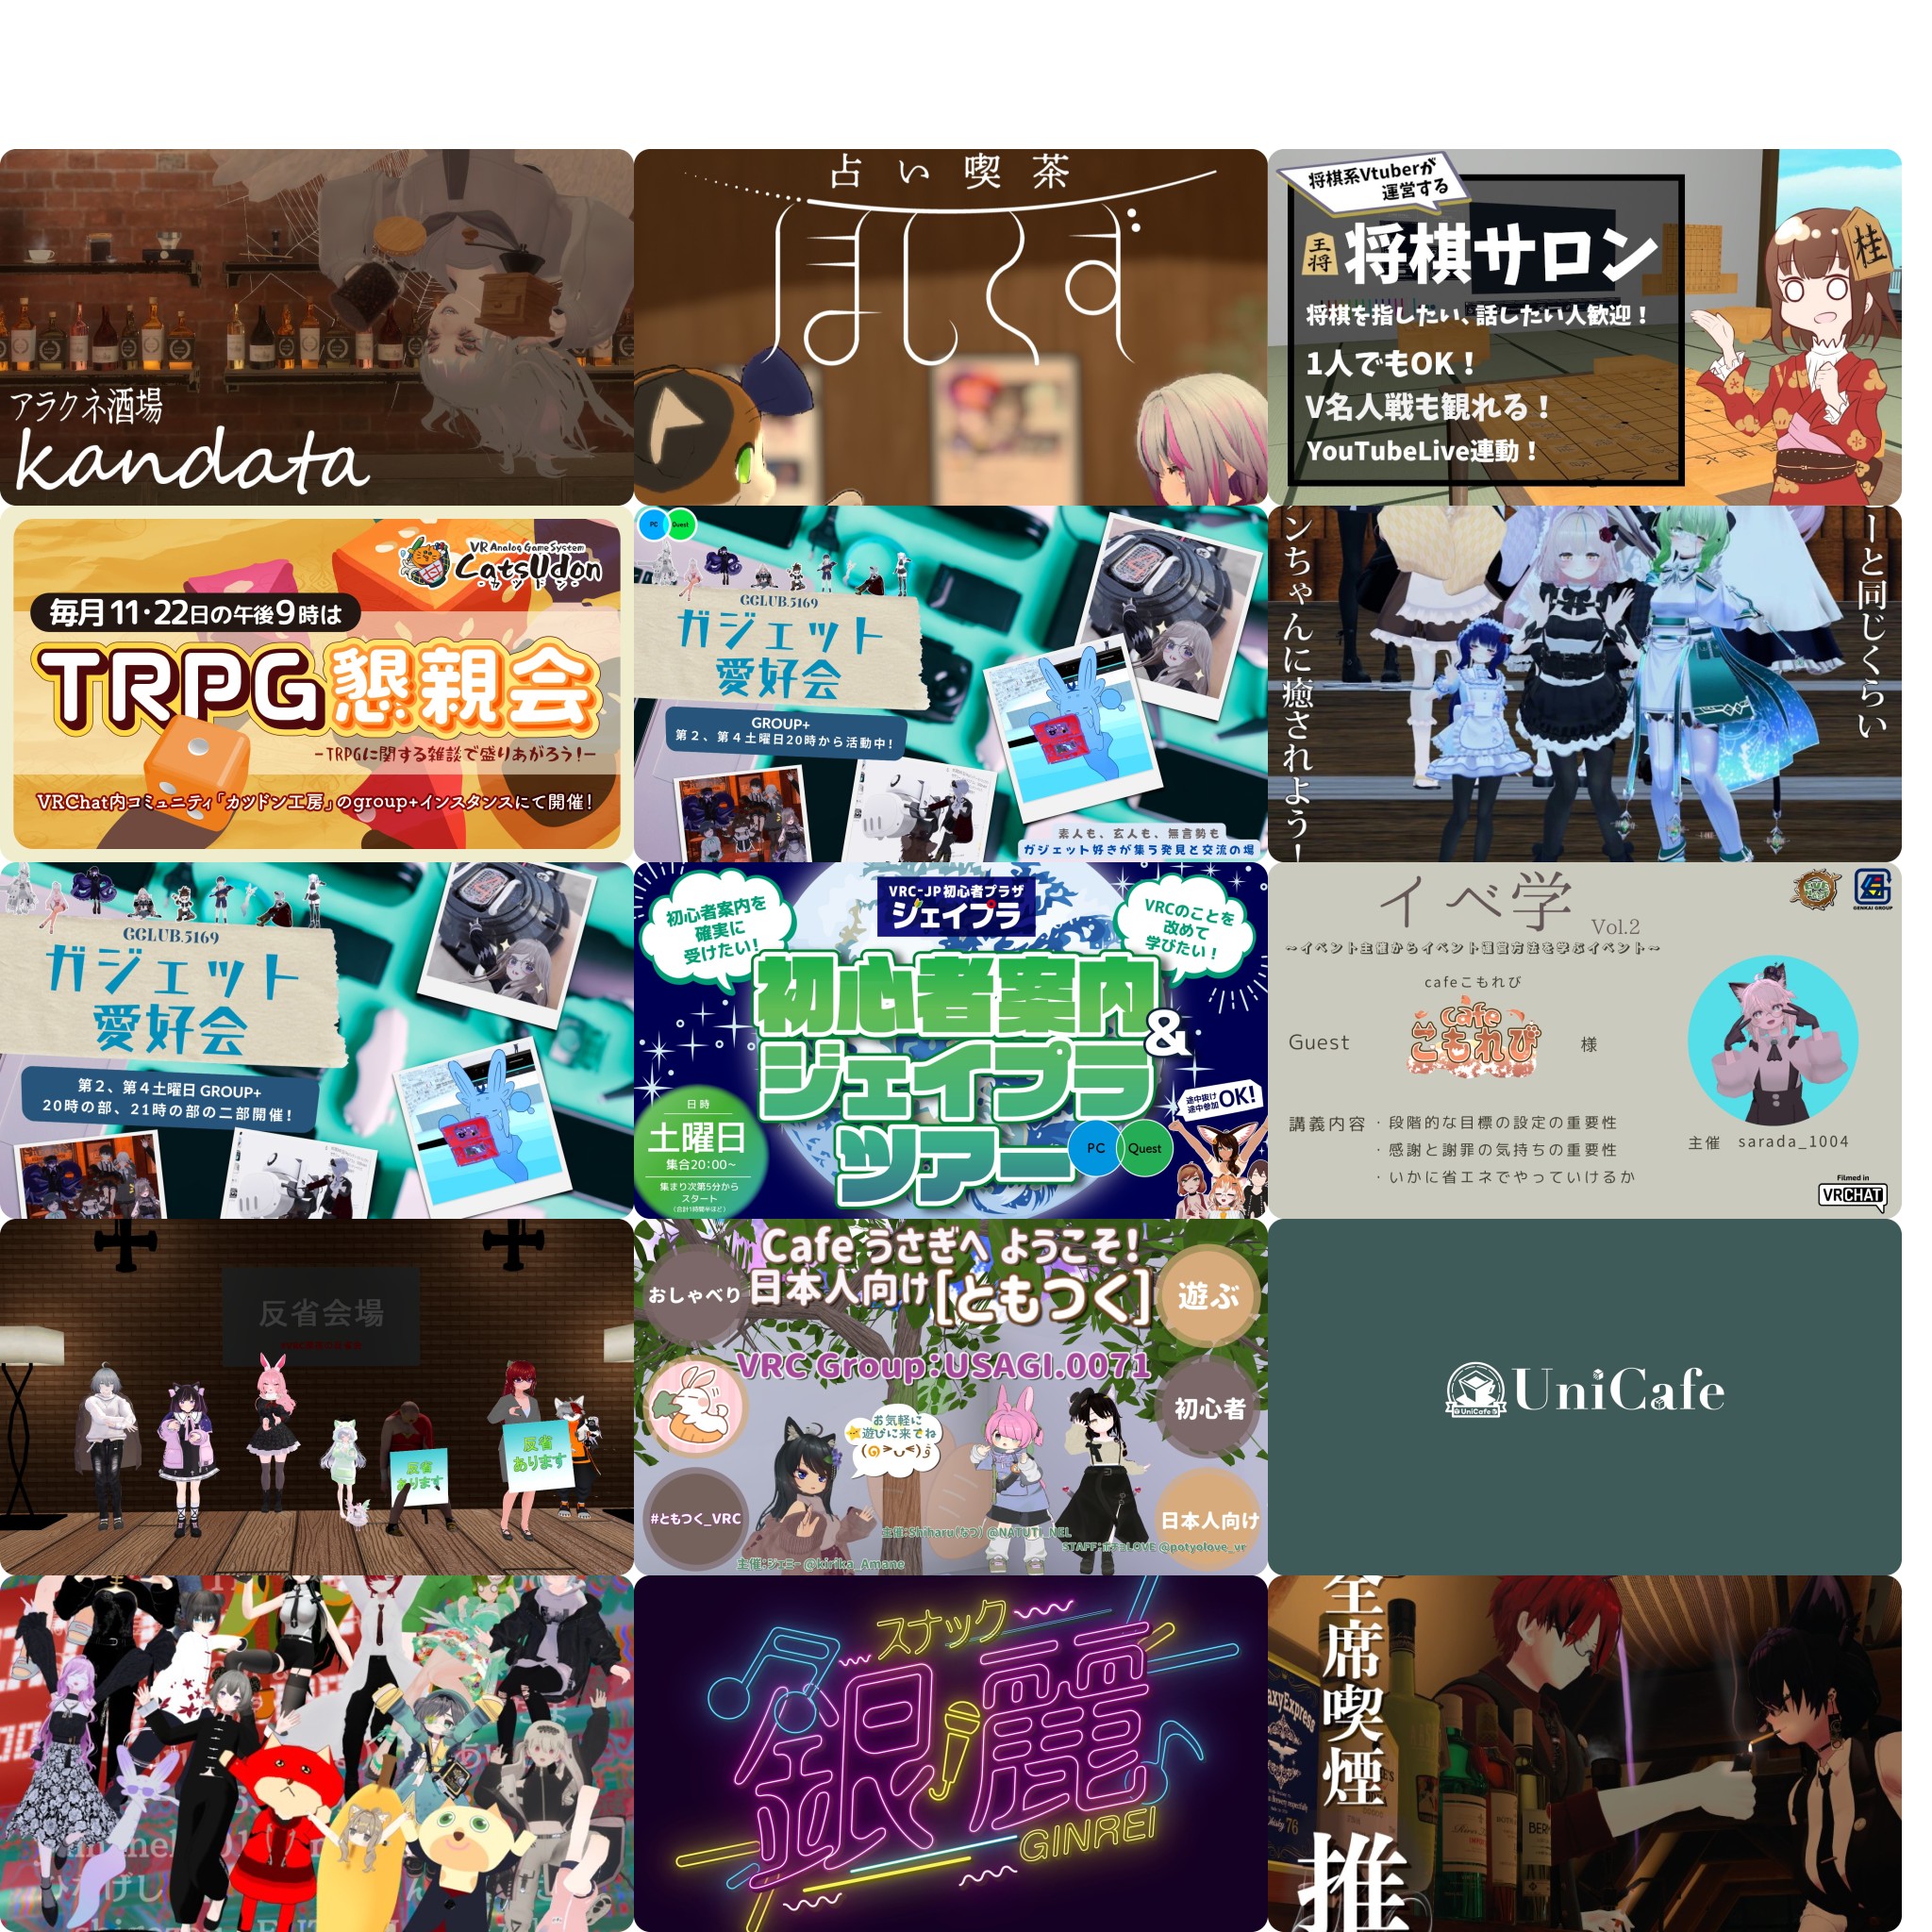 アラクネ酒場
kandata
占い喫茶
ほしくず
将棋系Vtuberが
運営する
王将
将棋サロン
桂
将棋を指したい、話したい人歓迎！
1人でもOK！
V名人戦も観れる！
YouTubeLive連動！
VR Analog Game System
CatsUdon
-カツドン-
毎月11・22日の午後9時は
TRPG懇親会
-TRPGに関する雑談で盛りあがろう!-
VRChat内コミュニティ「カツドン工房」のgroup+インスタンスにて開催！
PC Quest
GCLUB.5169
ガジェット
愛好会
GROUP+
第２、第４土曜日20時から活動中！
素人も、玄人も、無言勢も
ガジェット好きが集う発見と交流の場
ーと同じくらい
ンちゃんに癒されよう！
GCLUB.5169
ガジェット
愛好会
第２、第４土曜日 GROUP+
20時の部、21時の部の二部開催！
VRC-JP 初心者プラザ
ジェイプラ
初心者案内を
確実に
受けたい！
VRCのことを
改めて
学びたい！
初心者案内
&
ジェイプラ
ツアー
日時
土曜日
集合20:00~
集まり次第5分から
スタート
(合計1時間半ほど)
途中抜け
途中参加OK!
PC Quest
イベ学 Vol.2
～イベント主催からイベント運営方法を学ぶイベント～
GENKAI GROUP
cafeこもれび
Guest
Cafe
こもれび
様
講義内容
・段階的な目標の設定の重要性
・感謝と謝罪の気持ちの重要性
・いかに省エネでやっていけるか
主催 sarada_1004
Filmed in
VRCHAT
反省会場
反省
あります
反省
あります
Cafe うさぎへ ようこそ！
日本人向け[ともつく]
おしゃべり
遊ぶ
VRC Group:USAGI.0071
初心者
お気軽に
遊びに来てね
#ともつく_VRC
日本人向け
主催:Shiharu(なつ) @NATUTI_NEL
STAFF:ポチョLOVE @potyolove_vr
主催:ジェミー @kirika_Amane
UniCafe
UniCafe
スナック
銀麗
GINREI
全席喫煙
推